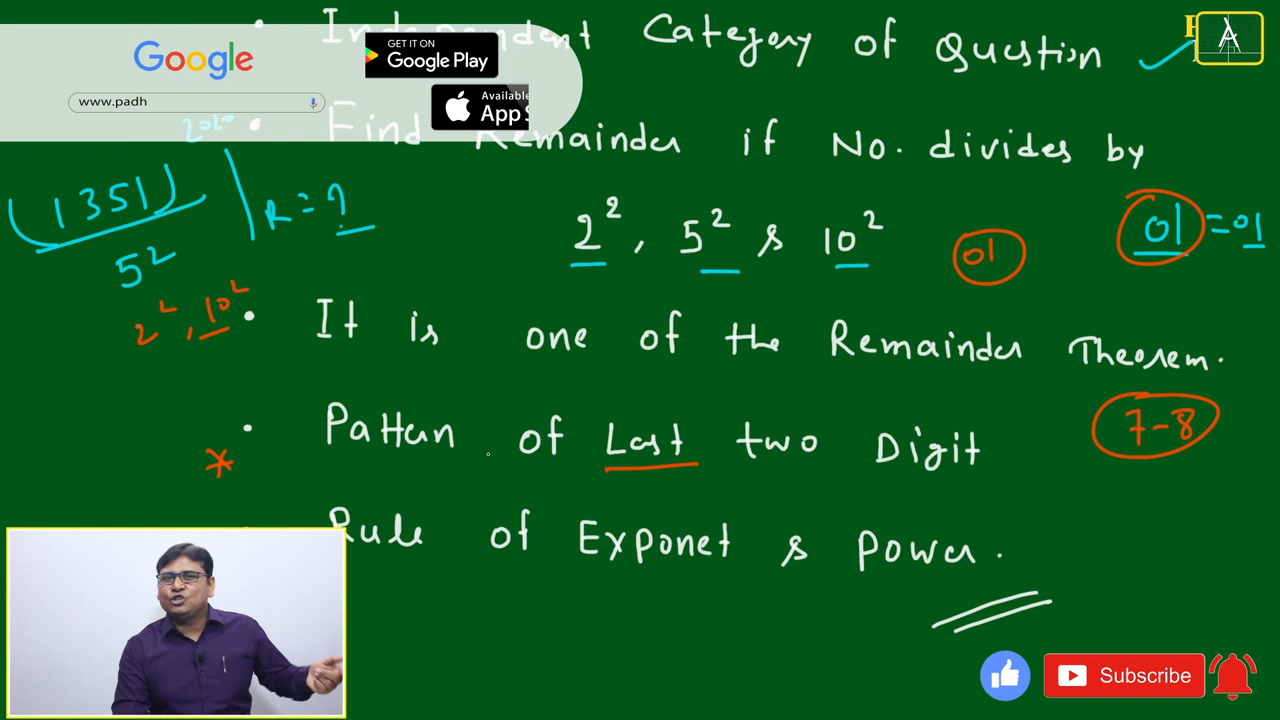 • Independent Category of Question
Google
GET IT ON
Google Play
www.padh
Available
App S
• Find Remainder if No. divides by
(1351)
5²
R = ?
2², 5² & 10²
01
01 = 01
2², 10²
• It is one of the Remainder Theorem.
7-8
• Pattern of Last two Digit
Rule of Exponet & Power.
Subscribe